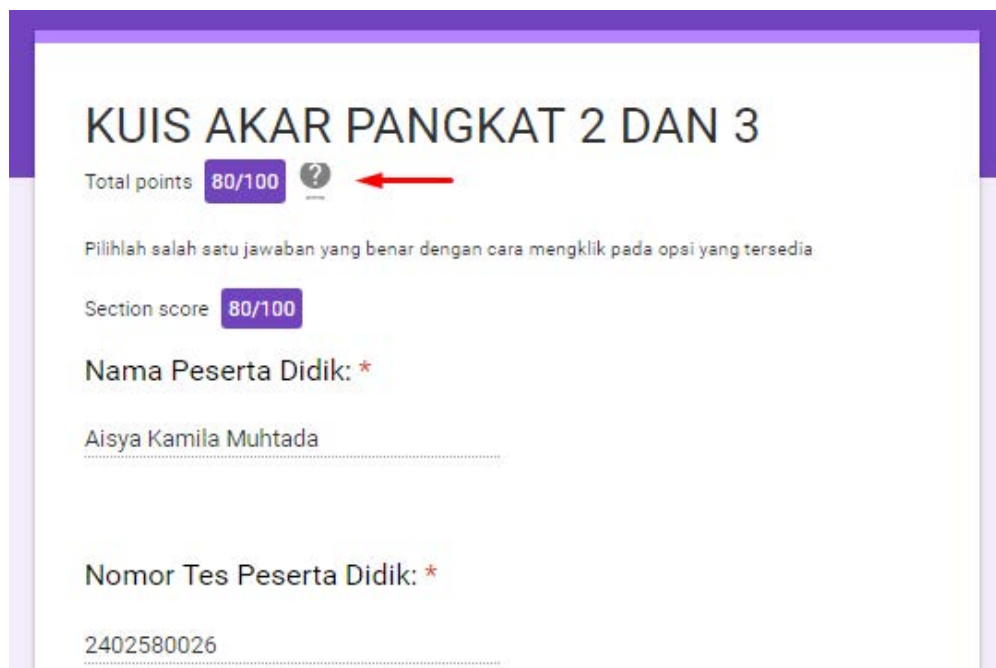 KUIS AKAR PANGKAT 2 DAN 3
Total points 80/100 ?
Pilihlah salah satu jawaban yang benar dengan cara mengklik pada opsi yang tersedia
Section score 80/100
Nama Peserta Didik: *
Aisya Kamila Muhtada
Nomor Tes Peserta Didik: *
2402580026